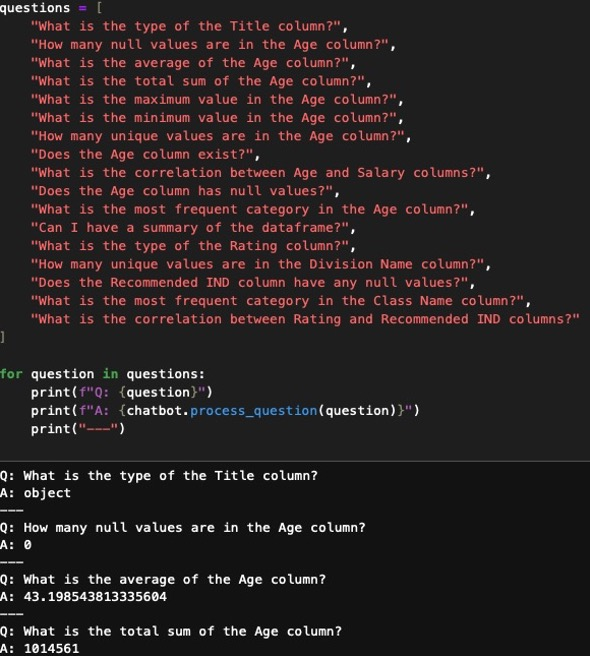 questions = [
"What is the type of the Title column?",
"How many null values are in the Age column?",
"What is the average of the Age column?",
"What is the total sum of the Age column?",
"What is the maximum value in the Age column?",
"What is the minimum value in the Age column?",
"How many unique values are in the Age column?",
"Does the Age column exist?",
"What is the correlation between Age and Salary columns?",
"Does the Age column has null values?",
"What is the most frequent category in the Age column?",
"Can I have a summary of the dataframe?",
"What is the type of the Rating column?",
"How many unique values are in the Division Name column?",
"Does the Recommended IND column have any null values?",
"What is the most frequent category in the Class Name column?",
"What is the correlation between Rating and Recommended IND columns?"
]
for question in questions:
print(f"Q: {question}")
print(f"A: {chatbot.process_question(question)}")
print("---")
Q: What is the type of the Title column?
A: object
---
Q: How many null values are in the Age column?
A: 0
---
Q: What is the average of the Age column?
A: 43.198543813335604
---
Q: What is the total sum of the Age column?
A: 1014561